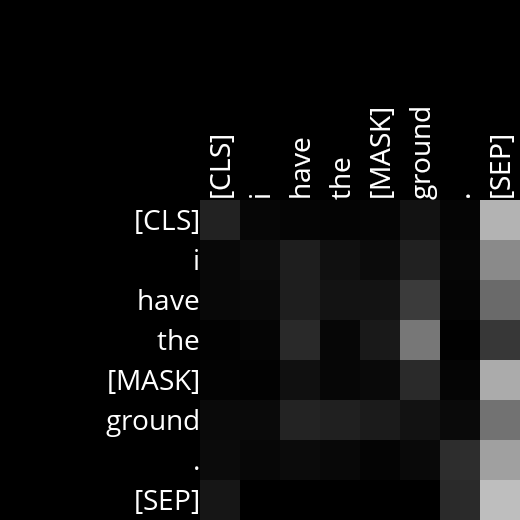 [CLS] i have the [MASK] ground . [SEP]
[CLS]
i
have
the
[MASK]
ground
.
[SEP]